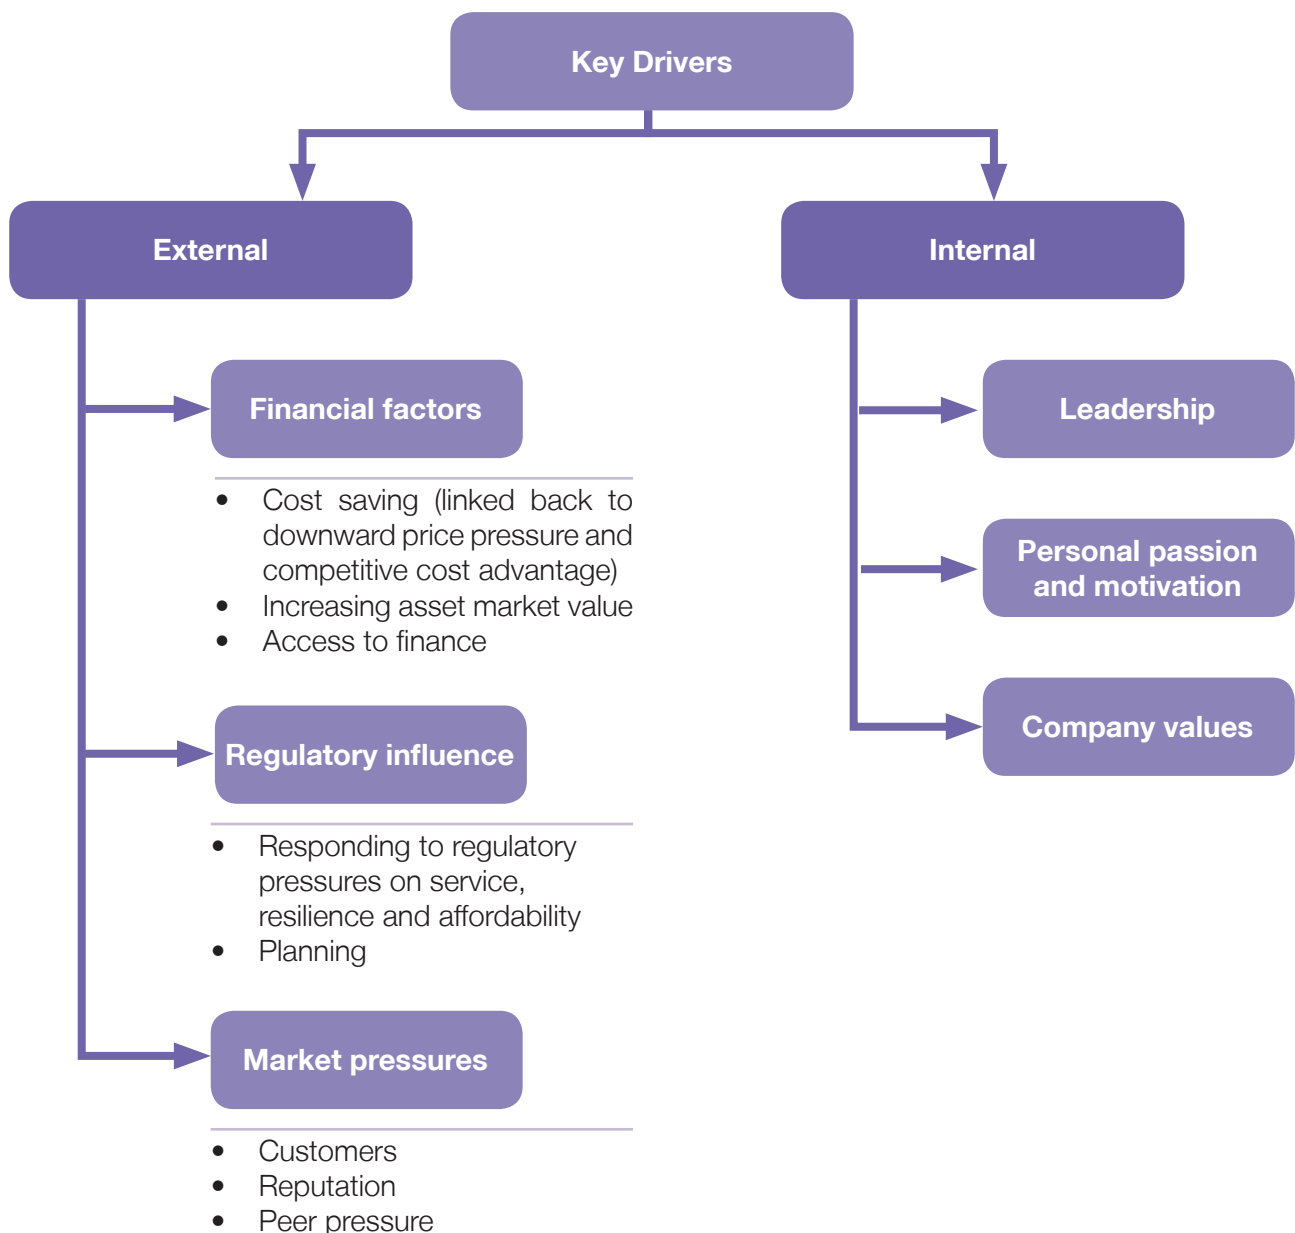 Key Drivers
External
Internal
Financial factors
• Cost saving (linked back to
downward price pressure and
competitive cost advantage)
• Increasing asset market value
• Access to finance
Regulatory influence
• Responding to regulatory
pressures on service,
resilience and affordability
• Planning
Market pressures
• Customers
• Reputation
• Peer pressure
Leadership
Personal passion
and motivation
Company values